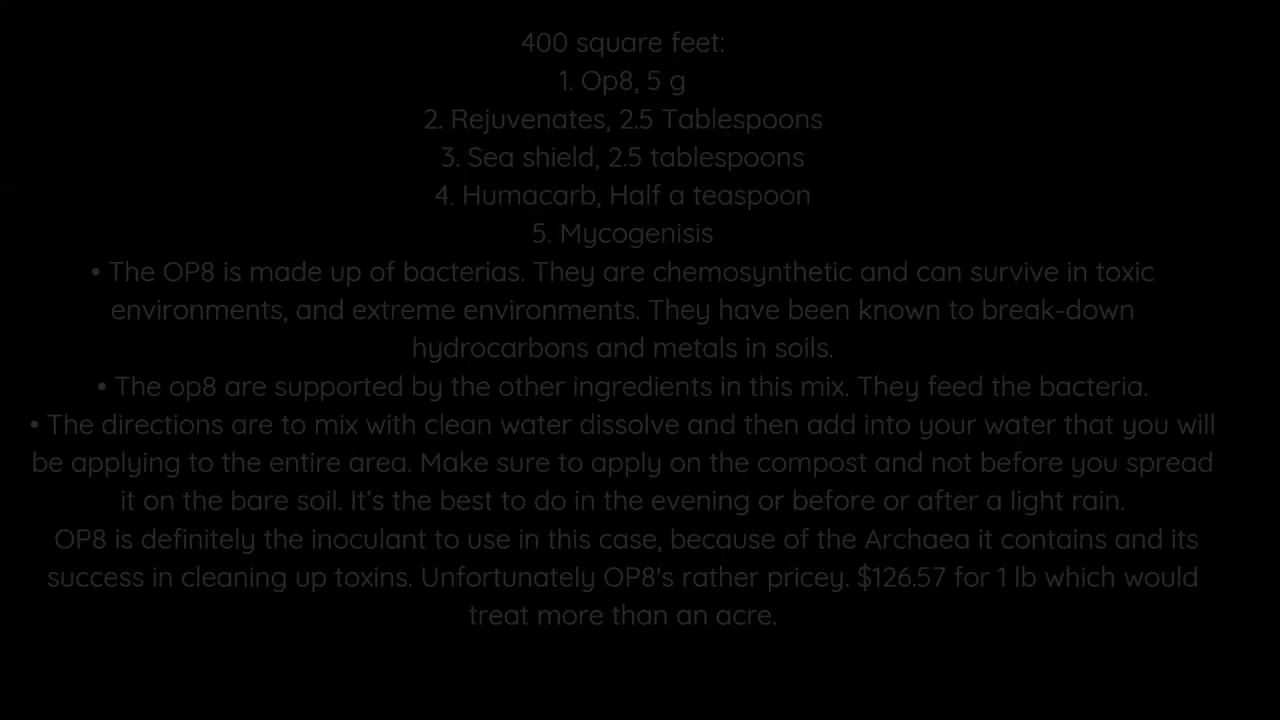 400 square feet:
1. Op8, 5 g
2. Rejuvenates, 2.5 Tablespoons
3. Sea shield, 2.5 tablespoons
4. Humacarb, Half a teaspoon
5. Mycogenisis
• The OP8 is made up of bacterias. They are chemosynthetic and can survive in toxic
environments, and extreme environments. They have been known to break-down
hydrocarbons and metals in soils.
• The op8 are supported by the other ingredients in this mix. They feed the bacteria.
• The directions are to mix with clean water dissolve and then add into your water that you will
be applying to the entire area. Make sure to apply on the compost and not before you spread
it on the bare soil. It’s the best to do in the evening or before or after a light rain.
OP8 is definitely the inoculant to use in this case, because of the Archaea it contains and its
success in cleaning up toxins. Unfortunately OP8's rather pricey. $126.57 for 1 lb which would
treat more than an acre.